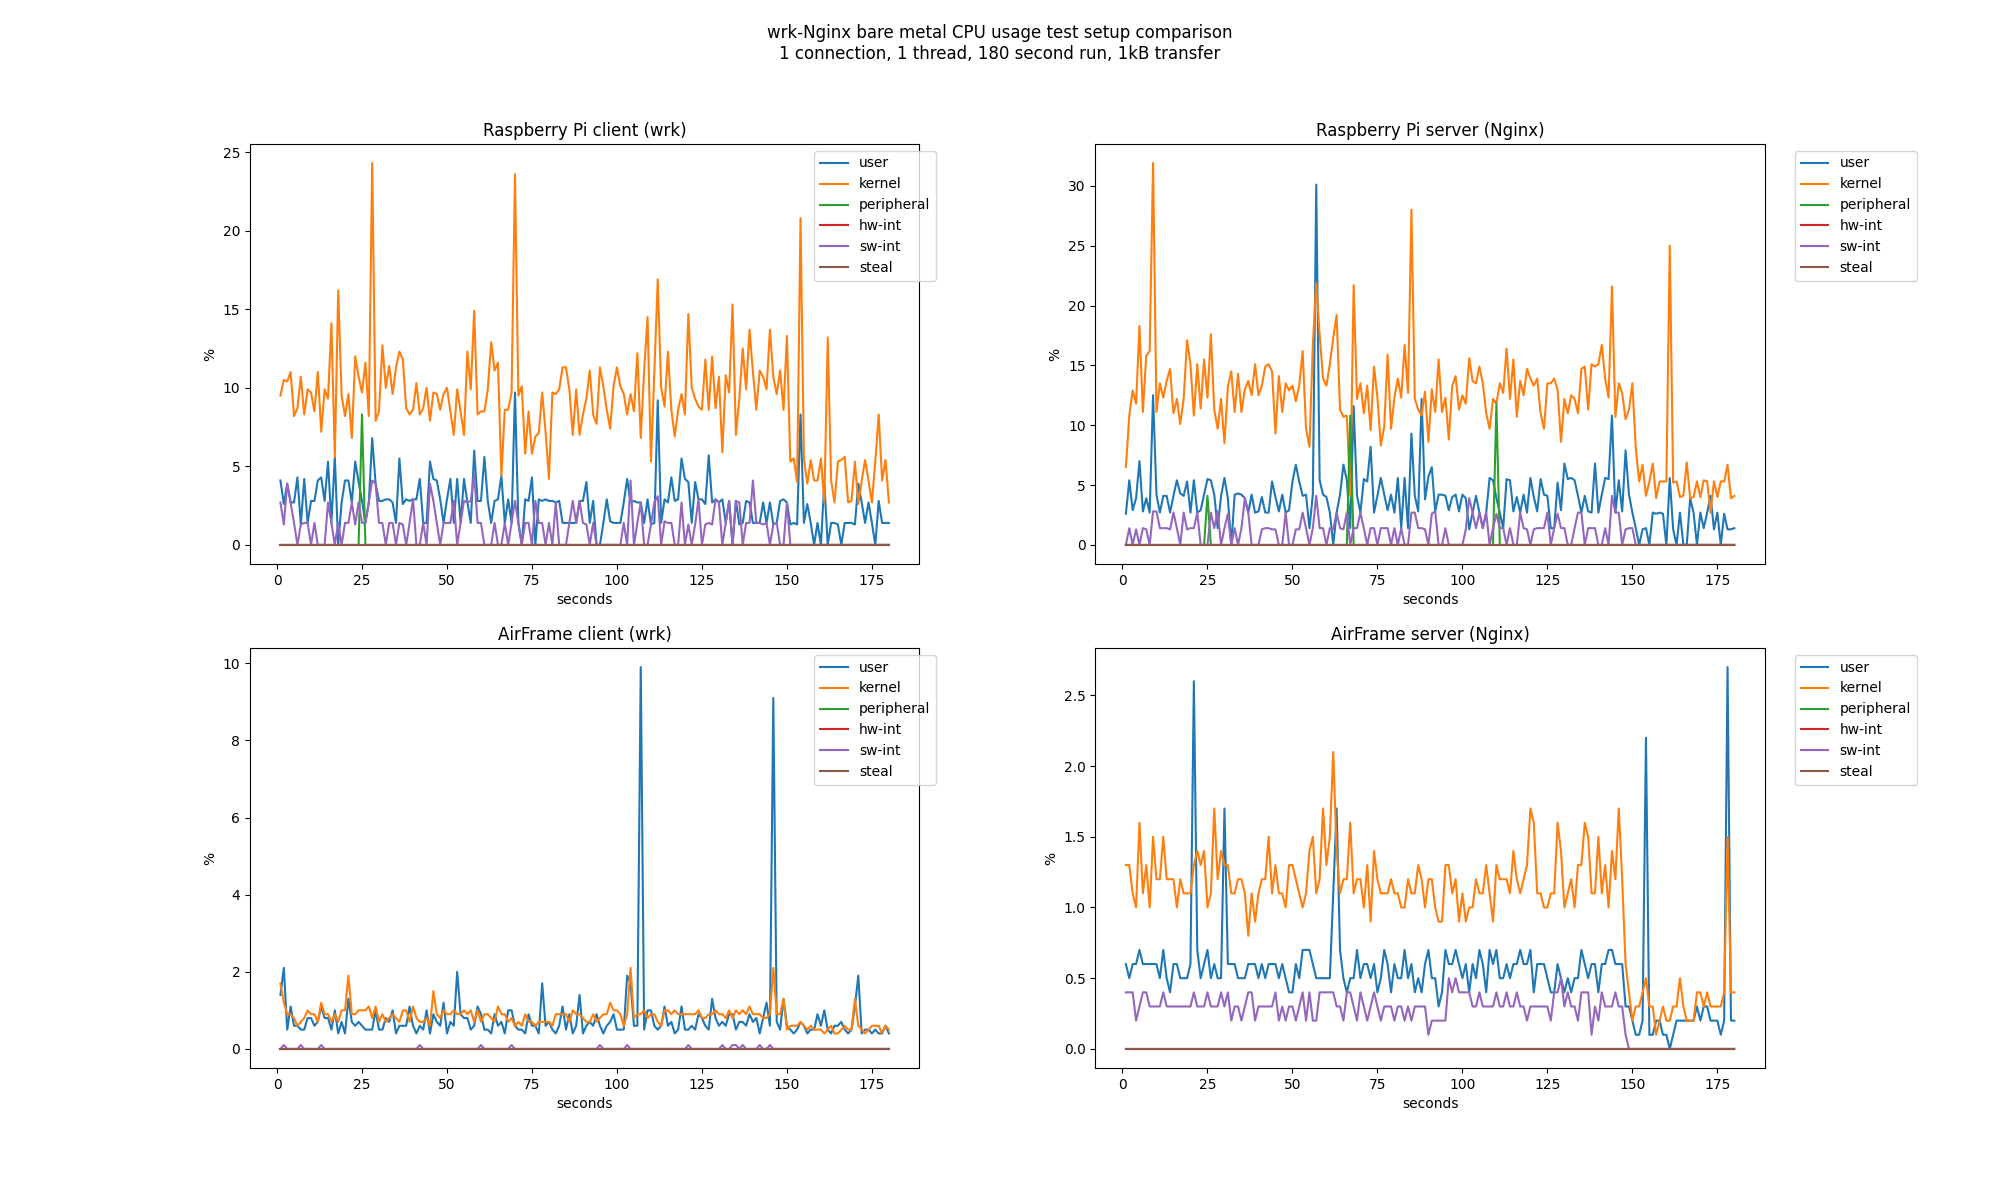 wrk-Nginx bare metal CPU usage test setup comparison
1 connection, 1 thread, 180 second run, 1kB transfer
Raspberry Pi client (wrk)
25
20
15
10
5
0
%
0 25 50 75 100 125 150 175
seconds
user
kernel
peripheral
hw-int
sw-int
steal
Raspberry Pi server (Nginx)
30
25
20
15
10
5
0
%
0 25 50 75 100 125 150 175
seconds
user
kernel
peripheral
hw-int
sw-int
steal
AirFrame client (wrk)
10
8
6
4
2
0
%
0 25 50 75 100 125 150 175
seconds
user
kernel
peripheral
hw-int
sw-int
steal
AirFrame server (Nginx)
2.5
2.0
1.5
1.0
0.5
0.0
%
0 25 50 75 100 125 150 175
seconds
user
kernel
peripheral
hw-int
sw-int
steal